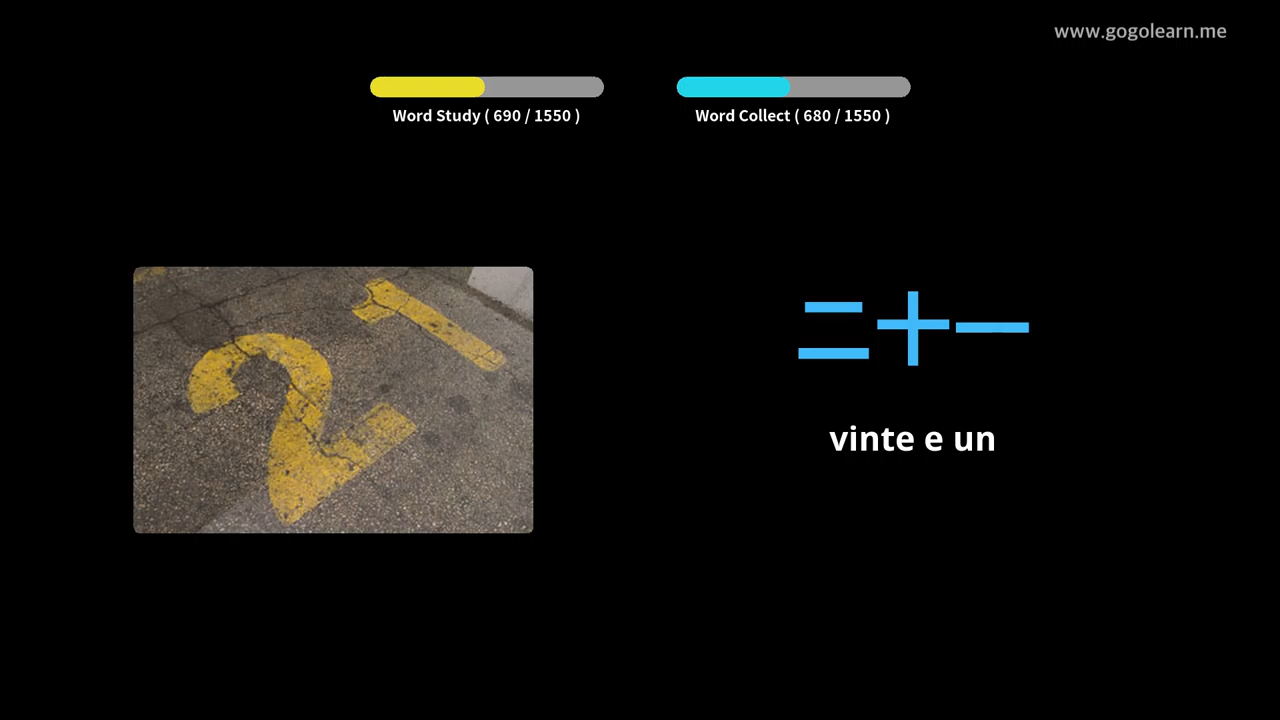 www.gogolearn.me
Word Study ( 690 / 1550 )
Word Collect ( 680 / 1550 )
21
二十一
vinte e un